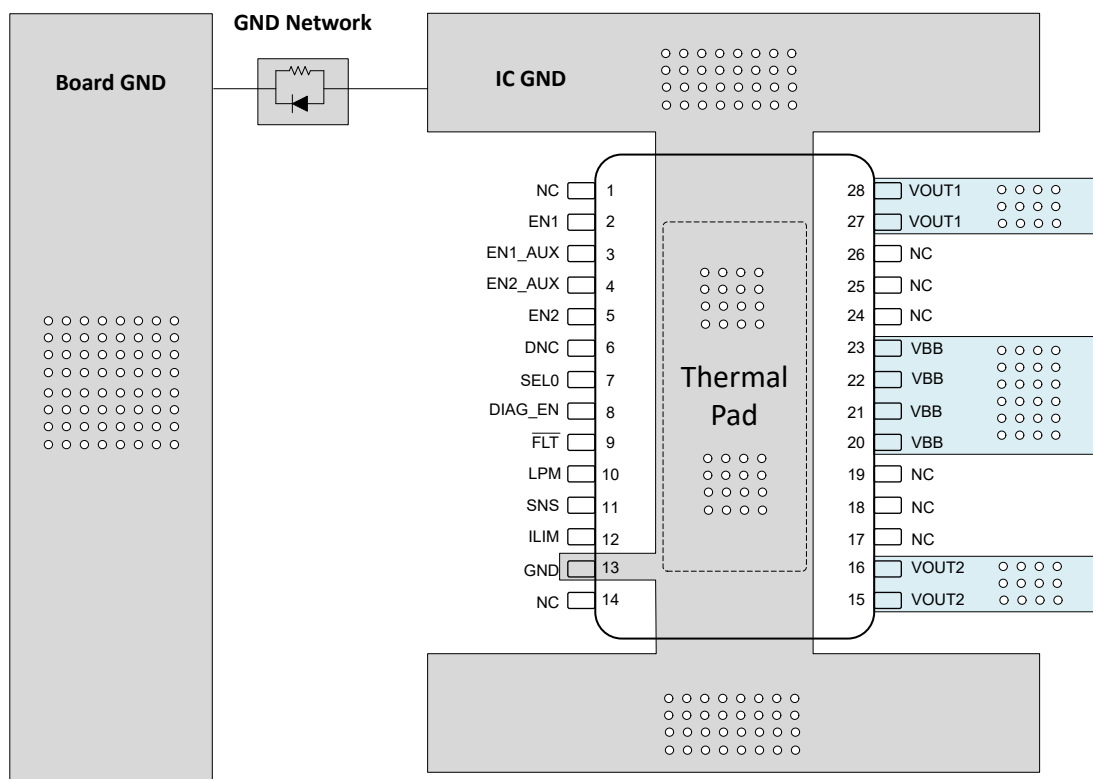 GND Network
Board GND
IC GND
NC 1
EN1 2
EN1_AUX 3
EN2_AUX 4
EN2 5
DNC 6
SEL0 7
DIAG_EN 8
F̅L̅T̅ 9
LPM 10
SNS 11
ILIM 12
GND 13
NC 14
Thermal
Pad
28 VOUT1
27 VOUT1
26 NC
25 NC
24 NC
23 VBB
22 VBB
21 VBB
20 VBB
19 NC
18 NC
17 NC
16 VOUT2
15 VOUT2